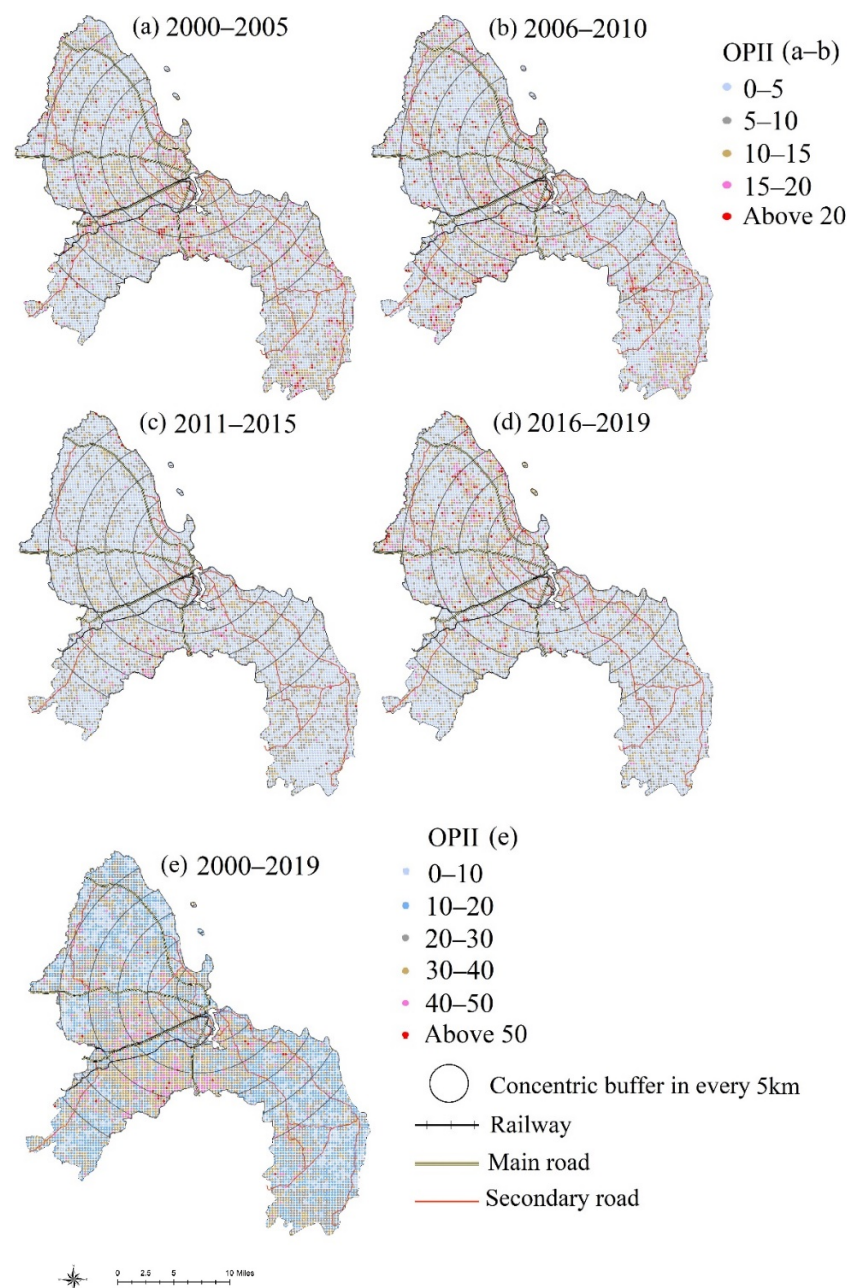 (a) 2000–2005
(b) 2006–2010
OPII (a–b)
0–5
5–10
10–15
15–20
Above 20
(c) 2011–2015
(d) 2016–2019
(e) 2000–2019
OPII (e)
0–10
10–20
20–30
30–40
40–50
Above 50
Concentric buffer in every 5km
Railway
Main road
Secondary road
0 2.5 5 10 Miles